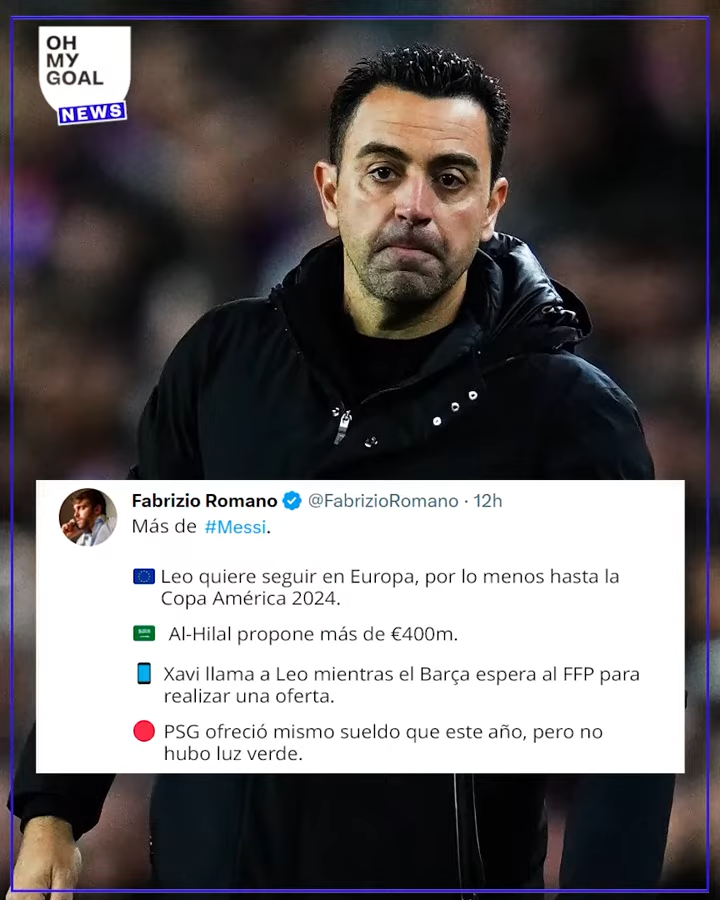 OH
MY
GOAL
NEWS
Fabrizio Romano @FabrizioRomano · 12h
Más de #Messi.
Leo quiere seguir en Europa, por lo menos hasta la
Copa América 2024.
Al-Hilal propone más de €400m.
Xavi llama a Leo mientras el Barça espera al FFP para
realizar una oferta.
PSG ofreció mismo sueldo que este año, pero no
hubo luz verde.